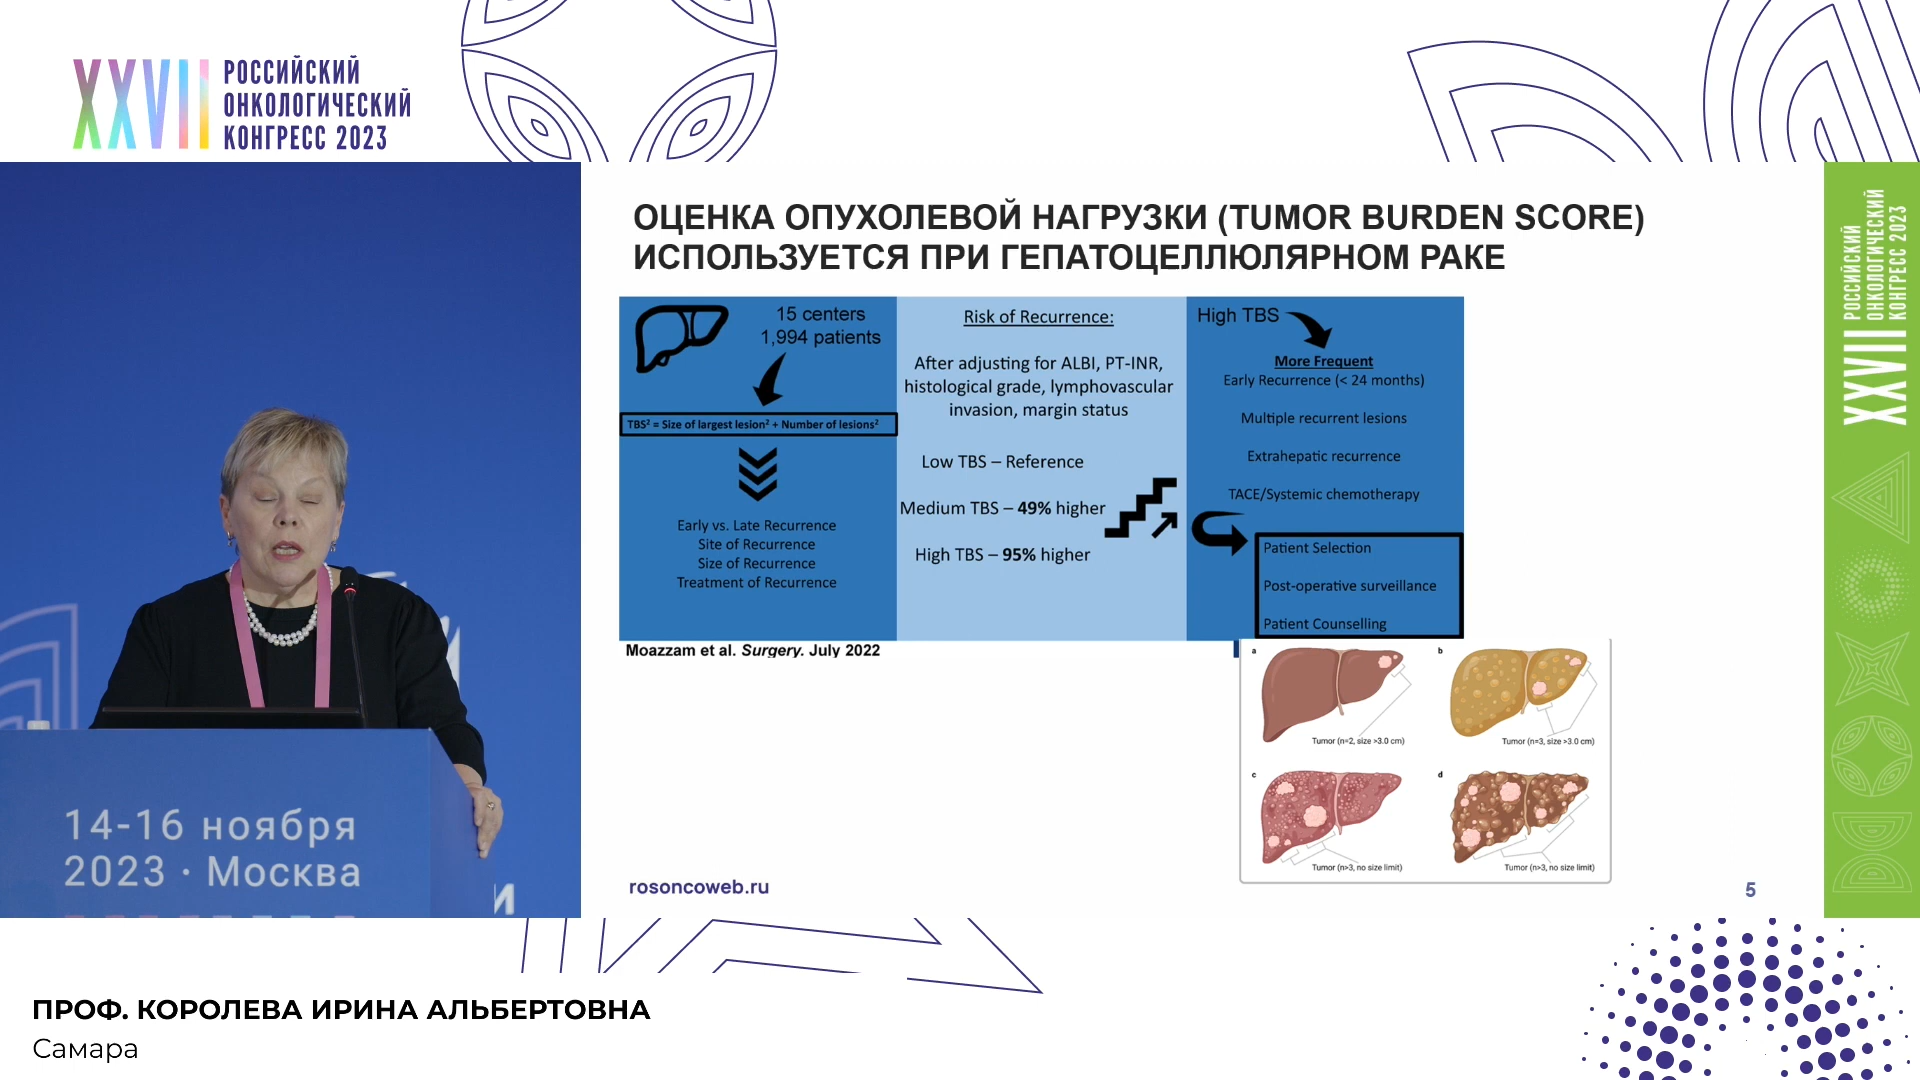 XXVII
РОССИЙСКИЙ
ОНКОЛОГИЧЕСКИЙ
КОНГРЕСС 2023
ОЦЕНКА ОПУХОЛЕВОЙ НАГРУЗКИ (TUMOR BURDEN SCORE)
ИСПОЛЬЗУЕТСЯ ПРИ ГЕПАТОЦЕЛЛЮЛЯРНОМ РАКЕ
15 centers
1,994 patients
TBS² = Size of largest lesion² + Number of lesions²
Early vs. Late Recurrence
Site of Recurrence
Size of Recurrence
Treatment of Recurrence
Risk of Recurrence:
After adjusting for ALBI, PT-INR,
histological grade, lymphovascular
invasion, margin status
Low TBS – Reference
Medium TBS – 49% higher
High TBS – 95% higher
High TBS
More Frequent
Early Recurrence (< 24 months)
Multiple recurrent lesions
Extrahepatic recurrence
TACE/Systemic chemotherapy
Patient Selection
Post-operative surveillance
Patient Counselling
Moazzam et al. Surgery. July 2022
a
Tumor (n=2, size >3.0 cm)
b
Tumor (n=3, size >3.0 cm)
c
Tumor (n>3, no size limit)
d
Tumor (n>3, no size limit)
rosoncoweb.ru
5
XXVII
РОССИЙСКИЙ
ОНКОЛОГИЧЕСКИЙ
КОНГРЕСС 2023
14-16 ноября
2023 · Москва
ПРОФ. КОРОЛЕВА ИРИНА АЛЬБЕРТОВНА
Самара